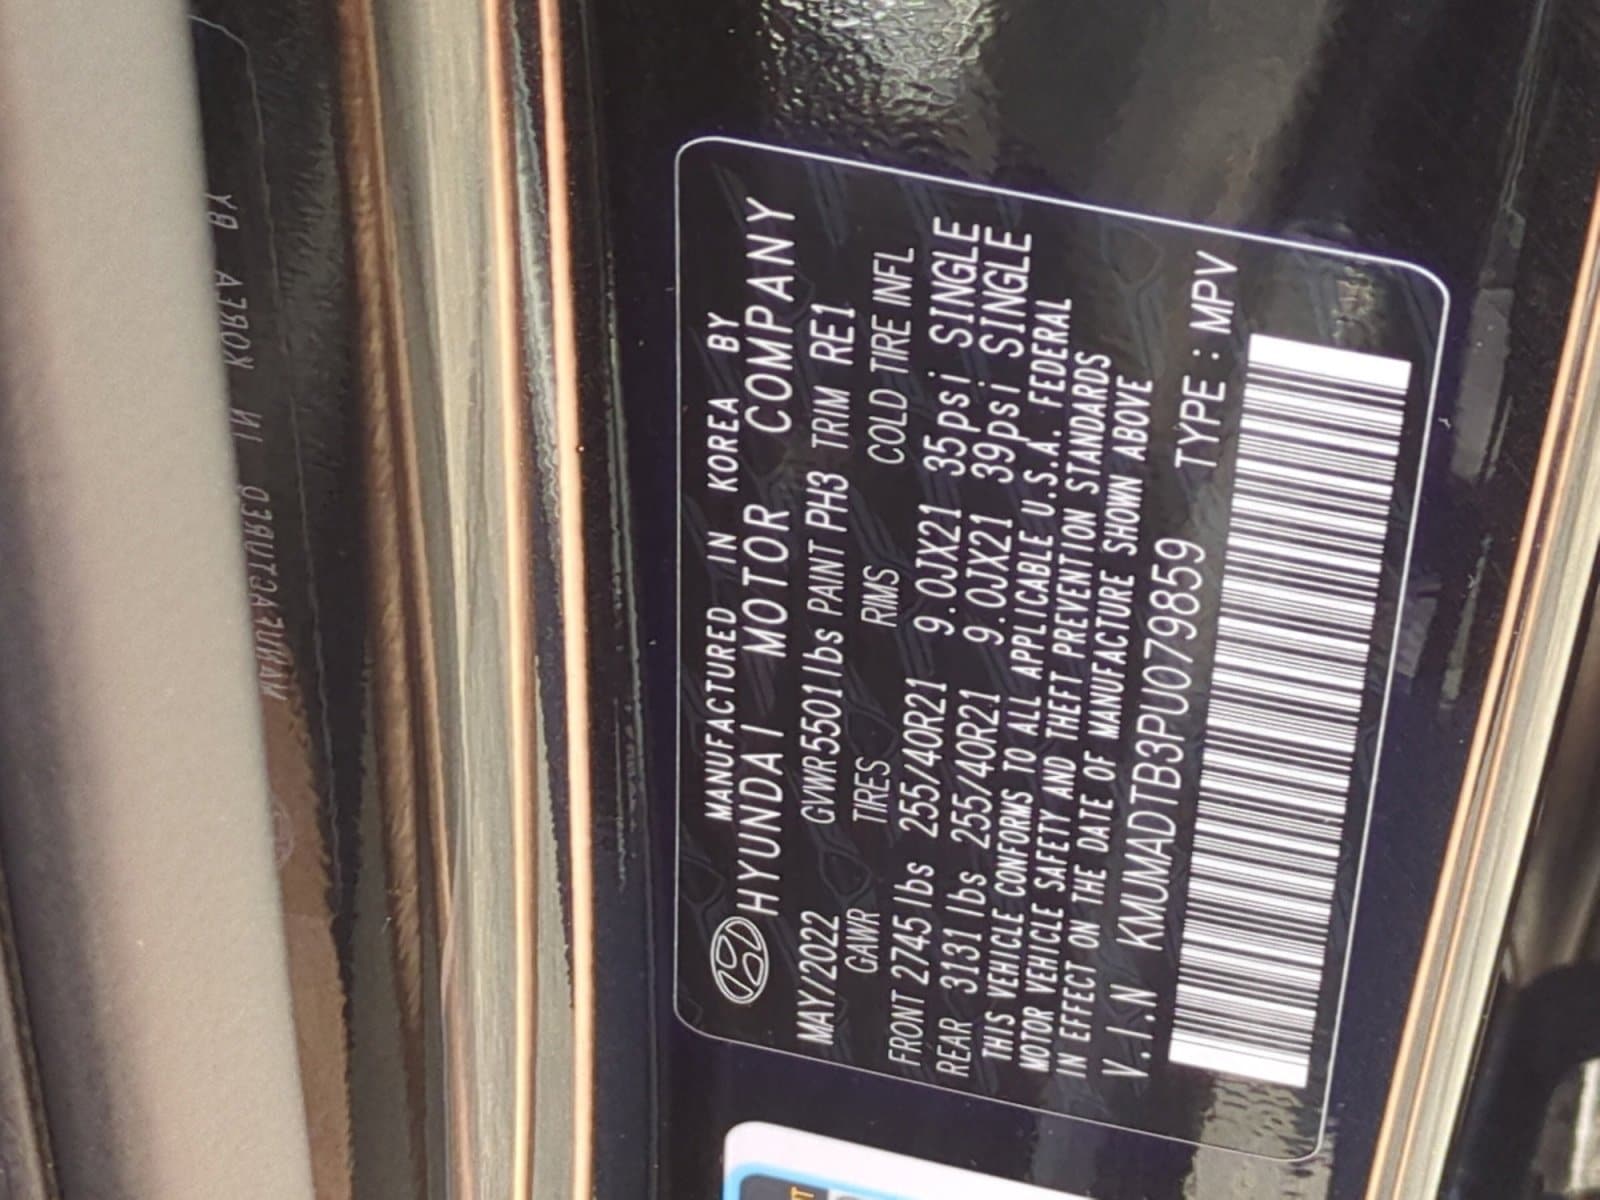 MANUFACTURED IN KOREA BY
HYUNDAI MOTOR COMPANY
MAY/2022 GVWR 5501lbs PAINT PH3 TRIM RE1
GAWR TIRES RIMS COLD TIRE INFL
FRONT 2745 lbs 255/40R21 9.0JX21 35psi SINGLE
REAR 3131 lbs 255/40R21 9.0JX21 39psi SINGLE
THIS VEHICLE CONFORMS TO ALL APPLICABLE U.S.A. FEDERAL
MOTOR VEHICLE SAFETY AND THEFT PREVENTION STANDARDS
IN EFFECT ON THE DATE OF MANUFACTURE SHOWN ABOVE
V.I.N KMUMADTB3PU079859 TYPE : MPV
MANUFACTURED IN KOREA BY